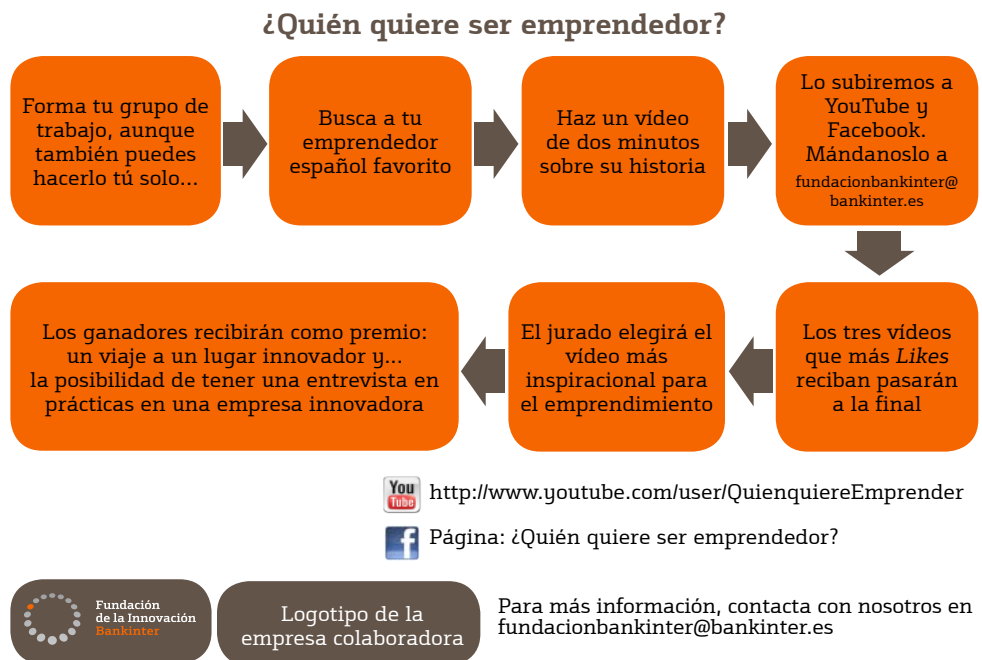 ¿Quién quiere ser emprendedor?
Forma tu grupo de
trabajo, aunque
también puedes
hacerlo tú solo...
Busca a tu
emprendedor
español favorito
Haz un vídeo
de dos minutos
sobre su historia
Lo subiremos a
YouTube y
Facebook.
Mándanoslo a
fundacionbankinter@
bankinter.es
Los tres vídeos
que más Likes
reciban pasarán
a la final
El jurado elegirá el
vídeo más
inspiracional para
el emprendimiento
Los ganadores recibirán como premio:
un viaje a un lugar innovador y...
la posibilidad de tener una entrevista en
prácticas en una empresa innovadora
You
Tube
http://www.youtube.com/user/QuienquiereEmprender
f
Página: ¿Quién quiere ser emprendedor?
Fundación
de la Innovación
Bankinter
Logotipo de la
empresa colaboradora
Para más información, contacta con nosotros en
fundacionbankinter@bankinter.es